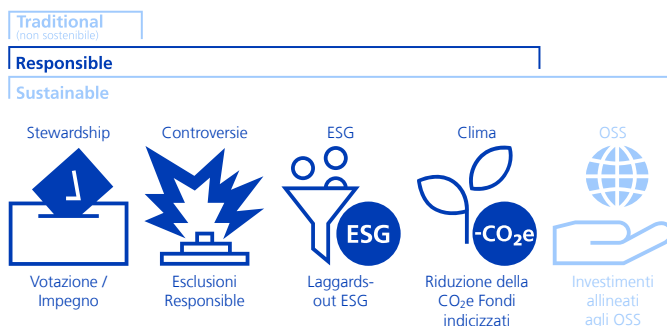 Traditional
(non sostenibile)
Responsible
Sustainable
Stewardship
Controversie
ESG
Clima
OSS
ESG
-CO₂e
Votazione /
Impegno
Esclusioni
Responsible
Laggards-
out ESG
Riduzione della
CO₂e Fondi
indicizzati
Investimenti
allineati
agli OSS